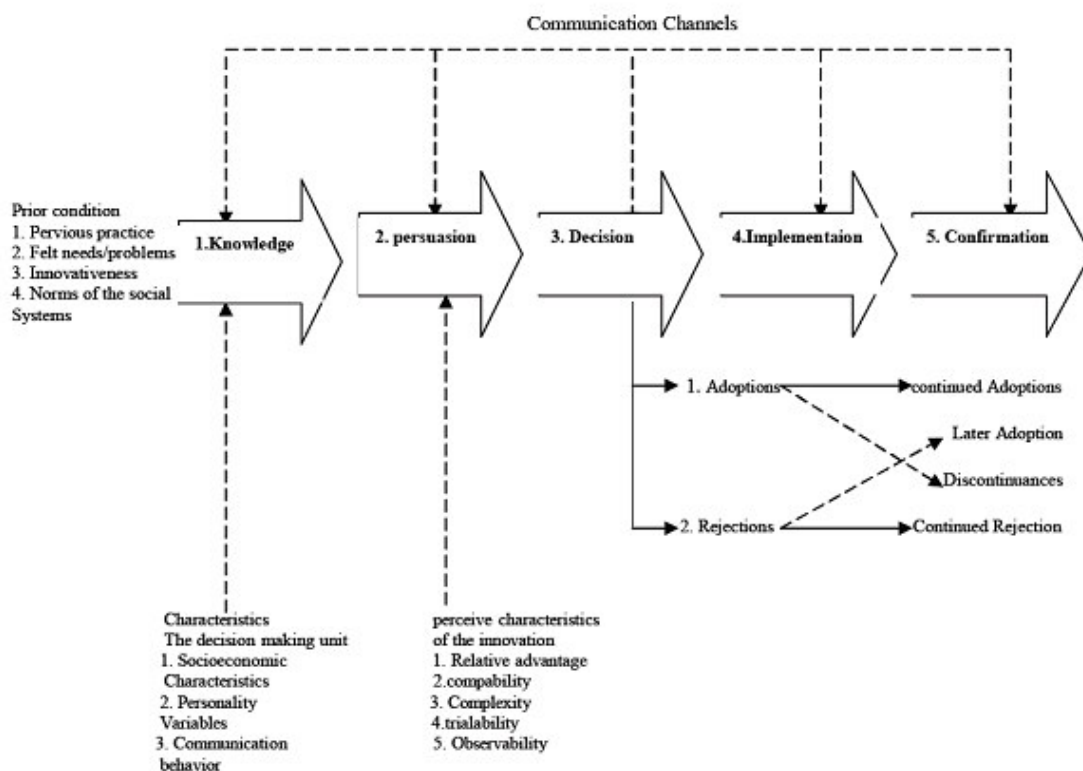 Communication Channels
Prior condition
1. Pervious practice
2. Felt needs/problems
3. Innovativeness
4. Norms of the social
Systems
1.Knowledge
2. persuasion
3. Decision
4.Implementaion
5. Confirmation
1. Adoptions
continued Adoptions
Later Adoption
Discontinuances
2. Rejections
Continued Rejection
Characteristics
The decision making unit
1. Socioeconomic
Characteristics
2. Personality
Variables
3. Communication
behavior
perceive characteristics
of the innovation
1. Relative advantage
2.compability
3. Complexity
4.trialability
5. Observability